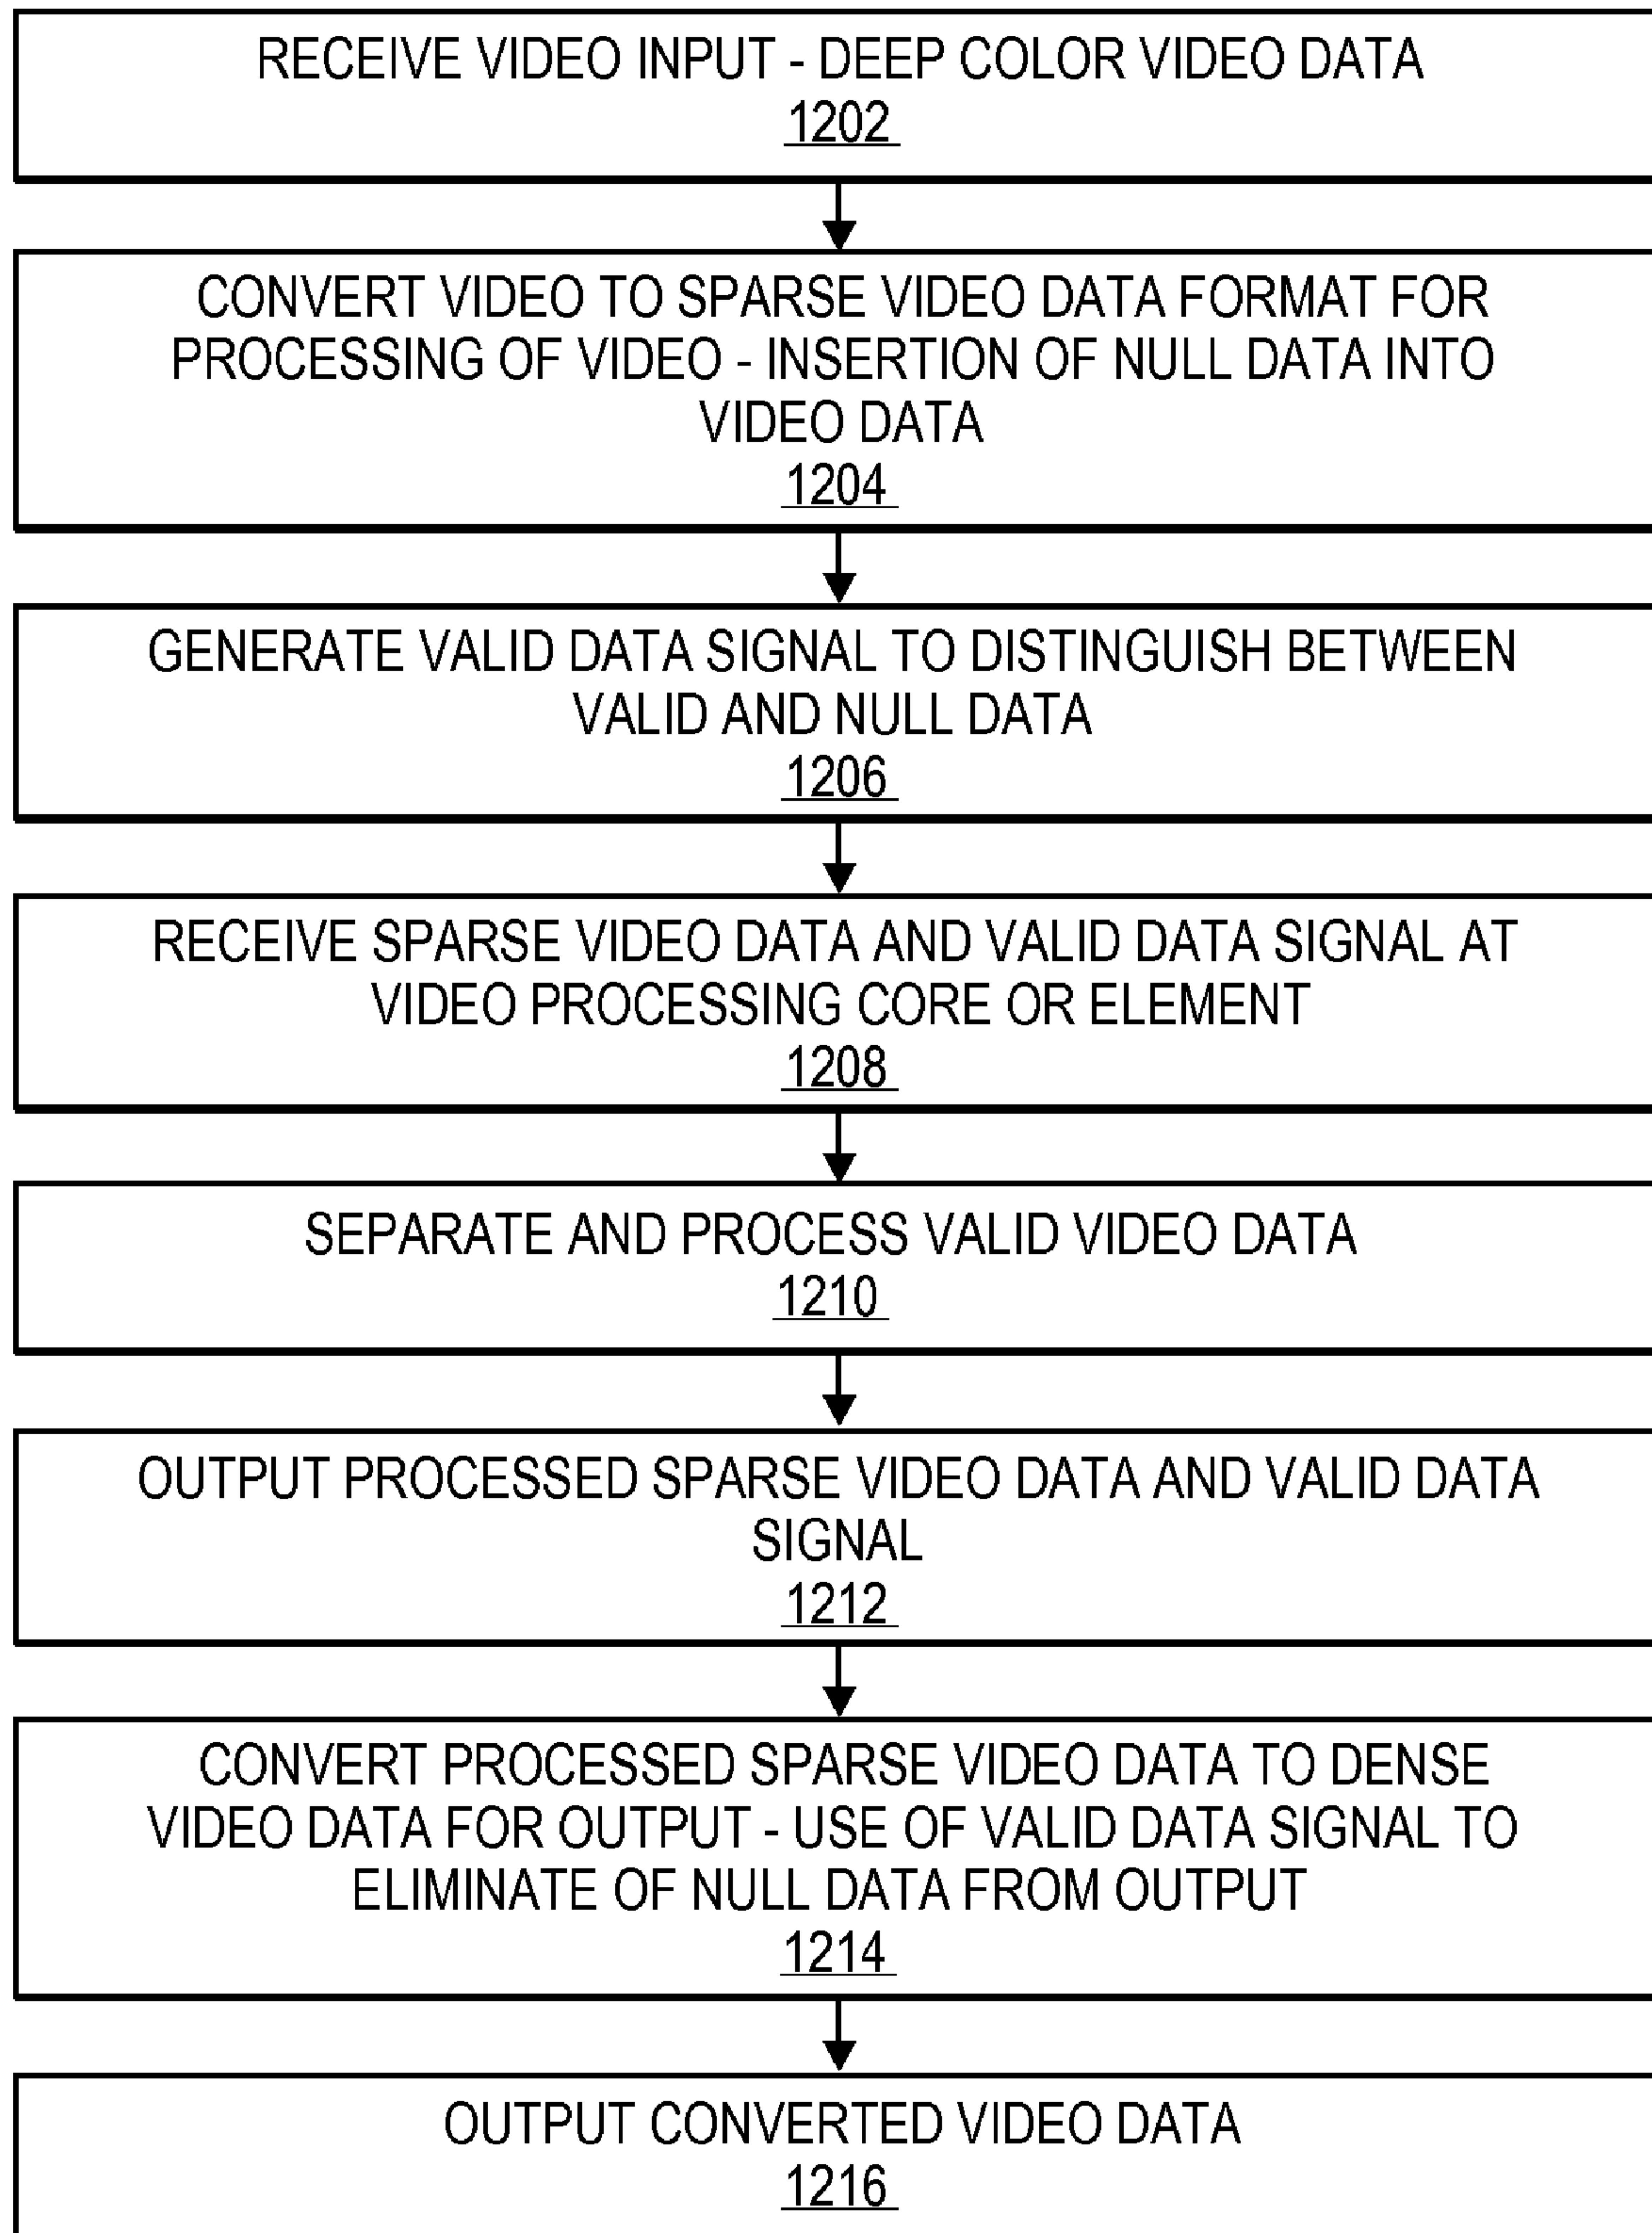 RECEIVE VIDEO INPUT - DEEP COLOR VIDEO DATA
1202
CONVERT VIDEO TO SPARSE VIDEO DATA FORMAT FOR
PROCESSING OF VIDEO - INSERTION OF NULL DATA INTO
VIDEO DATA
1204
GENERATE VALID DATA SIGNAL TO DISTINGUISH BETWEEN
VALID AND NULL DATA
1206
RECEIVE SPARSE VIDEO DATA AND VALID DATA SIGNAL AT
VIDEO PROCESSING CORE OR ELEMENT
1208
SEPARATE AND PROCESS VALID VIDEO DATA
1210
OUTPUT PROCESSED SPARSE VIDEO DATA AND VALID DATA
SIGNAL
1212
CONVERT PROCESSED SPARSE VIDEO DATA TO DENSE
VIDEO DATA FOR OUTPUT - USE OF VALID DATA SIGNAL TO
ELIMINATE OF NULL DATA FROM OUTPUT
1214
OUTPUT CONVERTED VIDEO DATA
1216